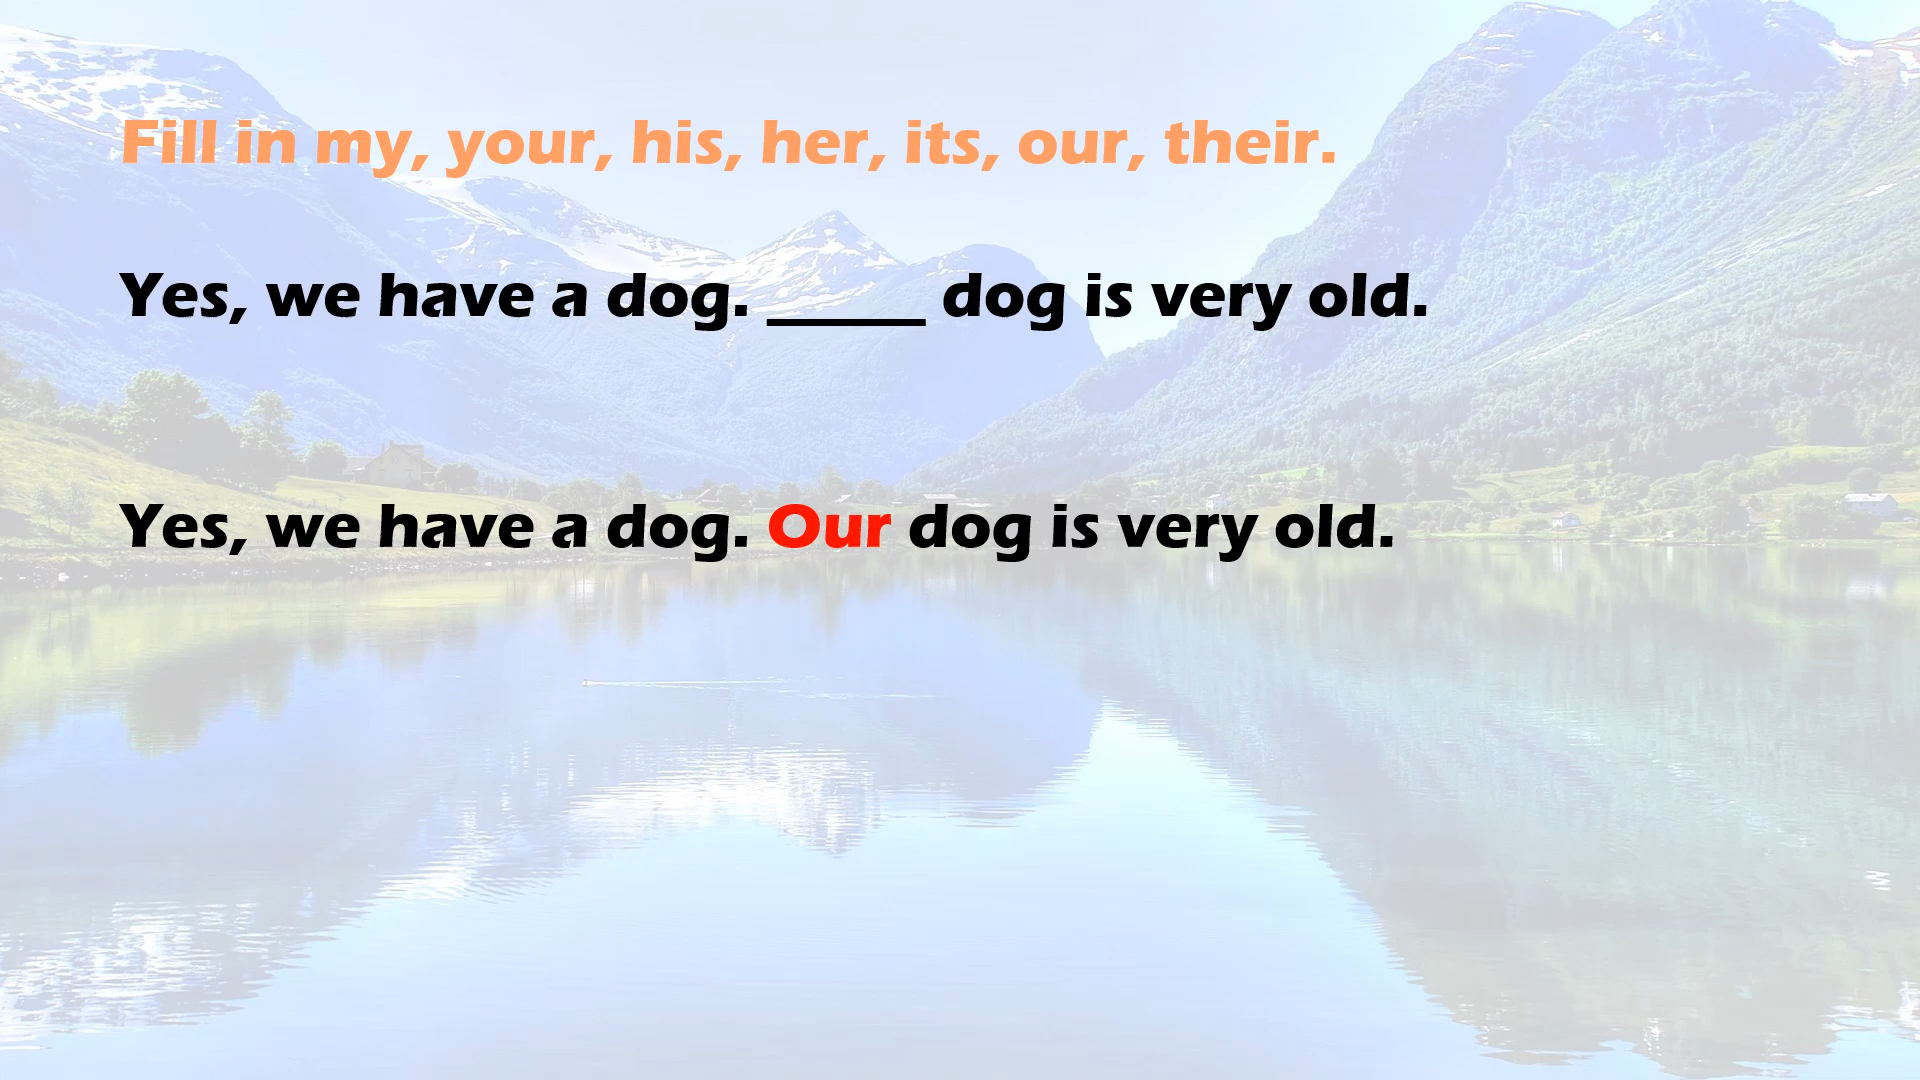 Fill in my, your, his, her, its, our, their.
Yes, we have a dog. _____ dog is very old.
Yes, we have a dog. Our dog is very old.